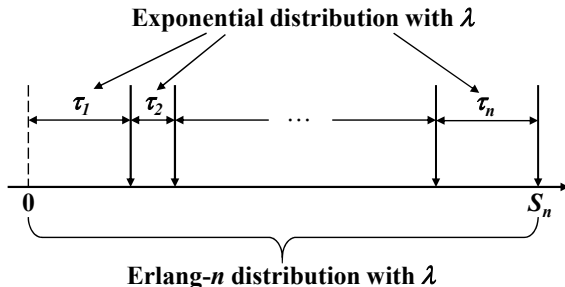 Exponential distribution with λ
τ1 τ2 ... τn
0 Sn
Erlang-n distribution with λ